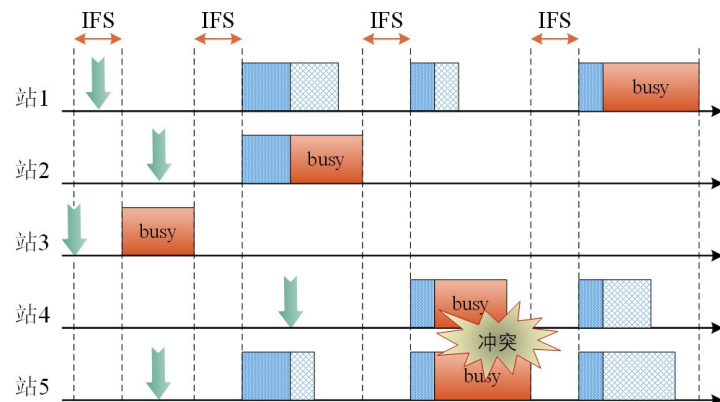 IFS IFS IFS IFS
站1 busy
站2 busy
站3 busy
站4 busy
冲突
站5 busy